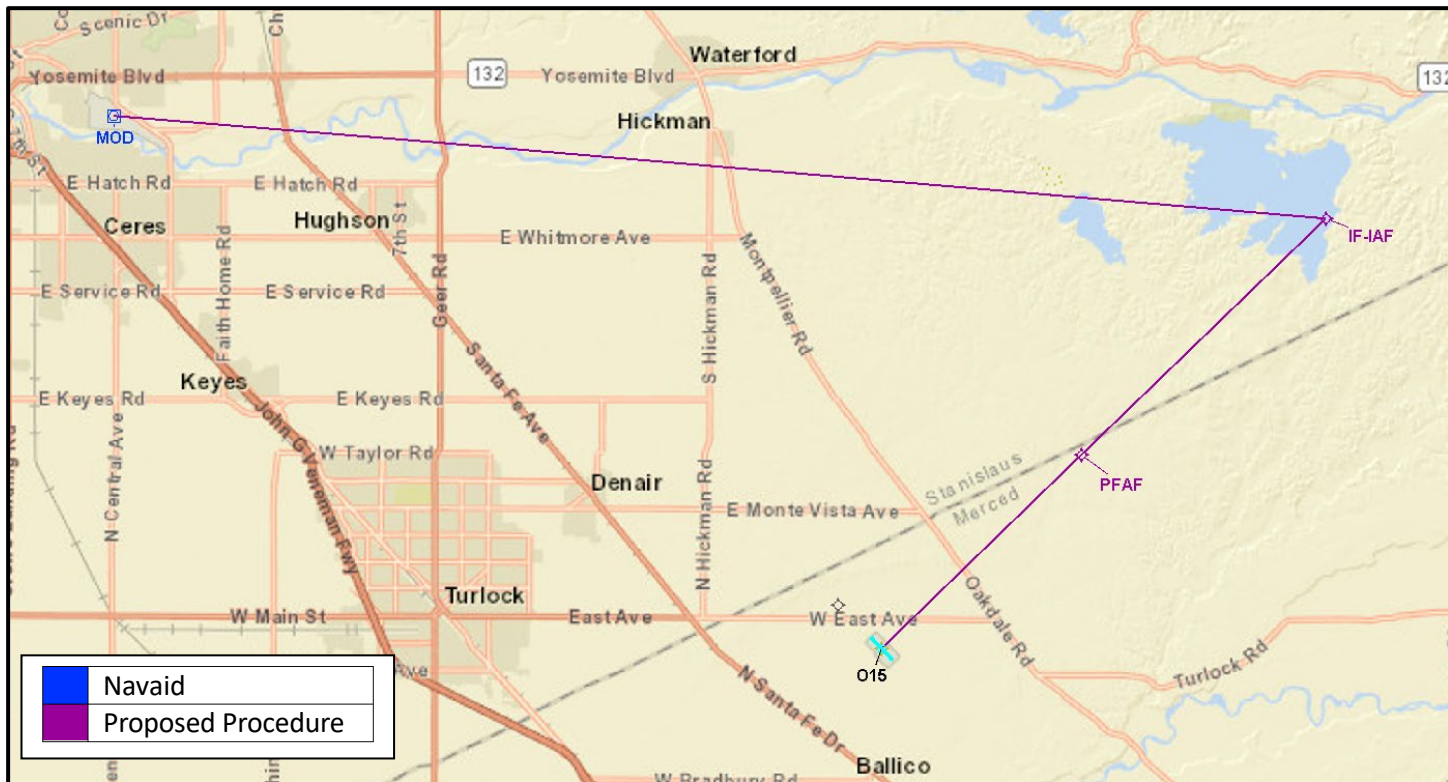 Scenic Dr
Waterford
Yosemite Blvd
132
Yosemite Blvd
132
MOD
Hickman
7th St
E Hatch Rd
E Hatch Rd
Ceres
Hughson
7th St
E Whitmore Ave
IF-IAF
Faith Home Rd
Geer Rd
Montpellier Rd
S Hickman Rd
E Service Rd
E Service Rd
Santa Fe Ave
Keyes
E Keyes Rd
E Keyes Rd
John G Veneman Fwy
N Central Ave
W Taylor Rd
Denair
N Hickman Rd
Stanislaus
Merced
PFAF
E Monte Vista Ave
Oakdale Rd
Turlock
W Main St
East Ave
W East Ave
O15
Turlock Rd
N Santa Fe Dr
Ave
Navaid
Proposed Procedure
Ballico
W Bradbury Rd